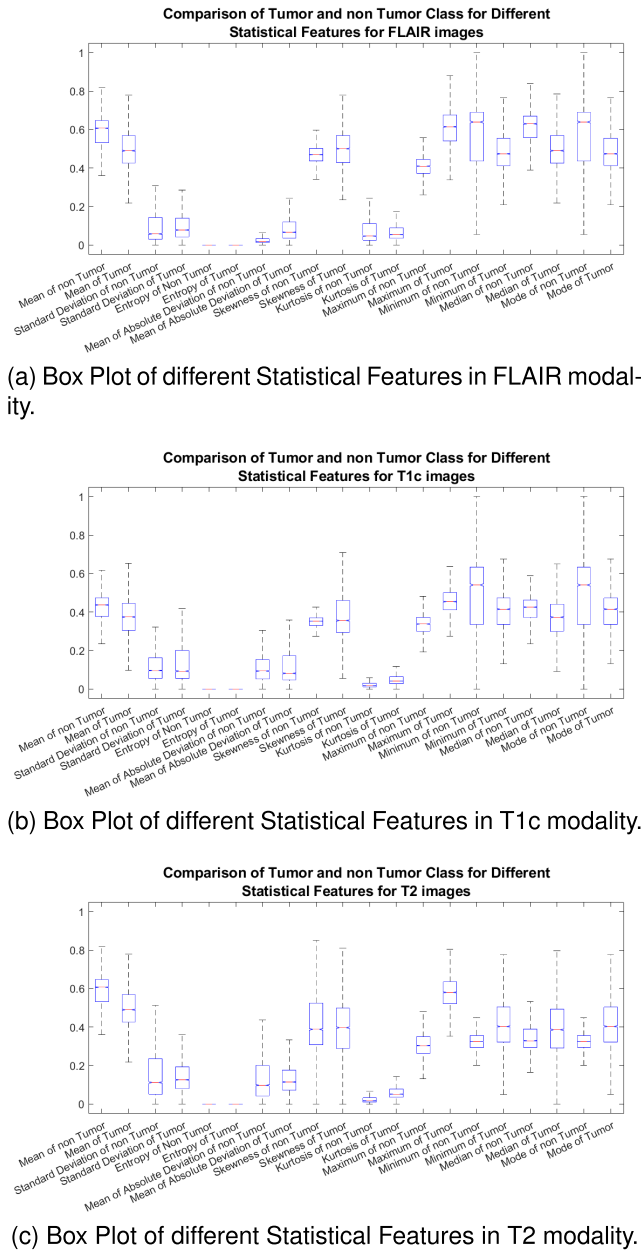 Comparison of Tumor and non Tumor Class for Different
Statistical Features for FLAIR images
1
0.8
0.6
0.4
0.2
0
Mean of non Tumor
Mean of Tumor
Standard Deviation of non Tumor
Standard Deviation of Tumor
Entropy of Non Tumor
Entropy of Tumor
Mean of Absolute Deviation of non Tumor
Mean of Absolute Deviation of Tumor
Skewness of non Tumor
Skewness of Tumor
Kurtosis of non Tumor
Kurtosis of Tumor
Maximum of non Tumor
Maximum of Tumor
Minimum of non Tumor
Minimum of Tumor
Median of non Tumor
Median of Tumor
Mode of non Tumor
Mode of Tumor
(a) Box Plot of different Statistical Features in FLAIR modal-
ity.
Comparison of Tumor and non Tumor Class for Different
Statistical Features for T1c images
1
0.8
0.6
0.4
0.2
0
Mean of non Tumor
Mean of Tumor
Standard Deviation of non Tumor
Standard Deviation of Tumor
Entropy of Non Tumor
Entropy of Tumor
Mean of Absolute Deviation of non Tumor
Mean of Absolute Deviation of Tumor
Skewness of non Tumor
Skewness of Tumor
Kurtosis of non Tumor
Kurtosis of Tumor
Maximum of non Tumor
Maximum of Tumor
Minimum of non Tumor
Minimum of Tumor
Median of non Tumor
Median of Tumor
Mode of non Tumor
Mode of Tumor
(b) Box Plot of different Statistical Features in T1c modality.
Comparison of Tumor and non Tumor Class for Different
Statistical Features for T2 images
1
0.8
0.6
0.4
0.2
0
Mean of non Tumor
Mean of Tumor
Standard Deviation of non Tumor
Standard Deviation of Tumor
Entropy of Non Tumor
Entropy of Tumor
Mean of Absolute Deviation of non Tumor
Mean of Absolute Deviation of Tumor
Skewness of non Tumor
Skewness of Tumor
Kurtosis of non Tumor
Kurtosis of Tumor
Maximum of non Tumor
Maximum of Tumor
Minimum of non Tumor
Minimum of Tumor
Median of non Tumor
Median of Tumor
Mode of non Tumor
Mode of Tumor
(c) Box Plot of different Statistical Features in T2 modality.